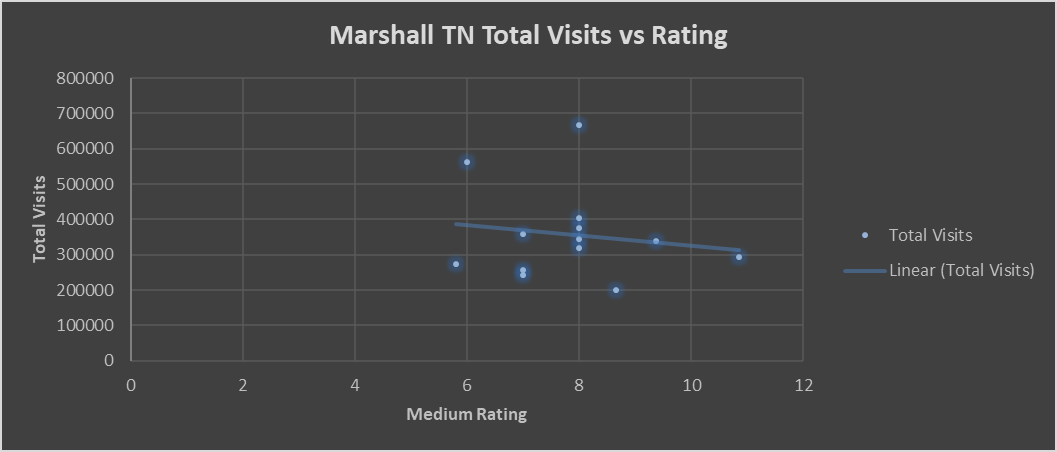 Marshall TN Total Visits vs Rating
800000
700000
600000
500000
400000
300000
200000
100000
0
Total Visits
0 2 4 6 8 10 12
Medium Rating
Total Visits
Linear (Total Visits)